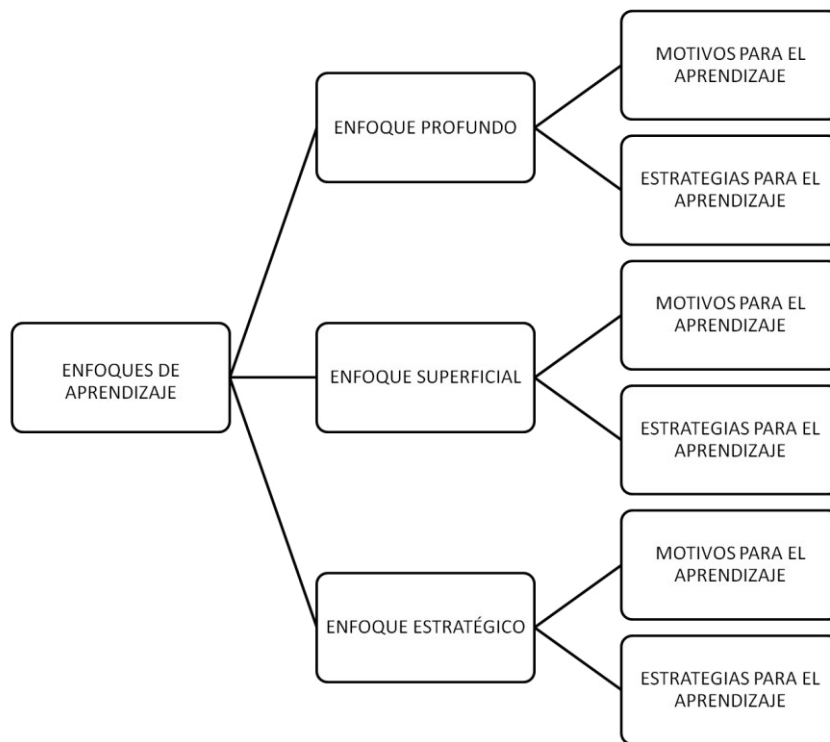 ENFOQUES DE
APRENDIZAJE
ENFOQUE PROFUNDO
MOTIVOS PARA EL
APRENDIZAJE
ESTRATEGIAS PARA EL
APRENDIZAJE
ENFOQUE SUPERFICIAL
MOTIVOS PARA EL
APRENDIZAJE
ESTRATEGIAS PARA EL
APRENDIZAJE
ENFOQUE ESTRATÉGICO
MOTIVOS PARA EL
APRENDIZAJE
ESTRATEGIAS PARA EL
APRENDIZAJE